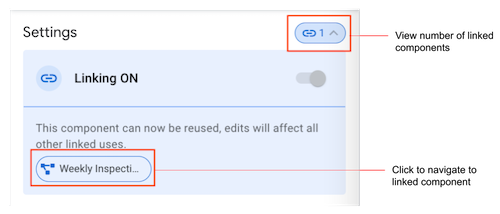 Settings
1
View number of linked
components
Linking ON
This component can now be reused, edits will affect all
other linked uses.
Weekly Inspecti...
Click to navigate to
linked component